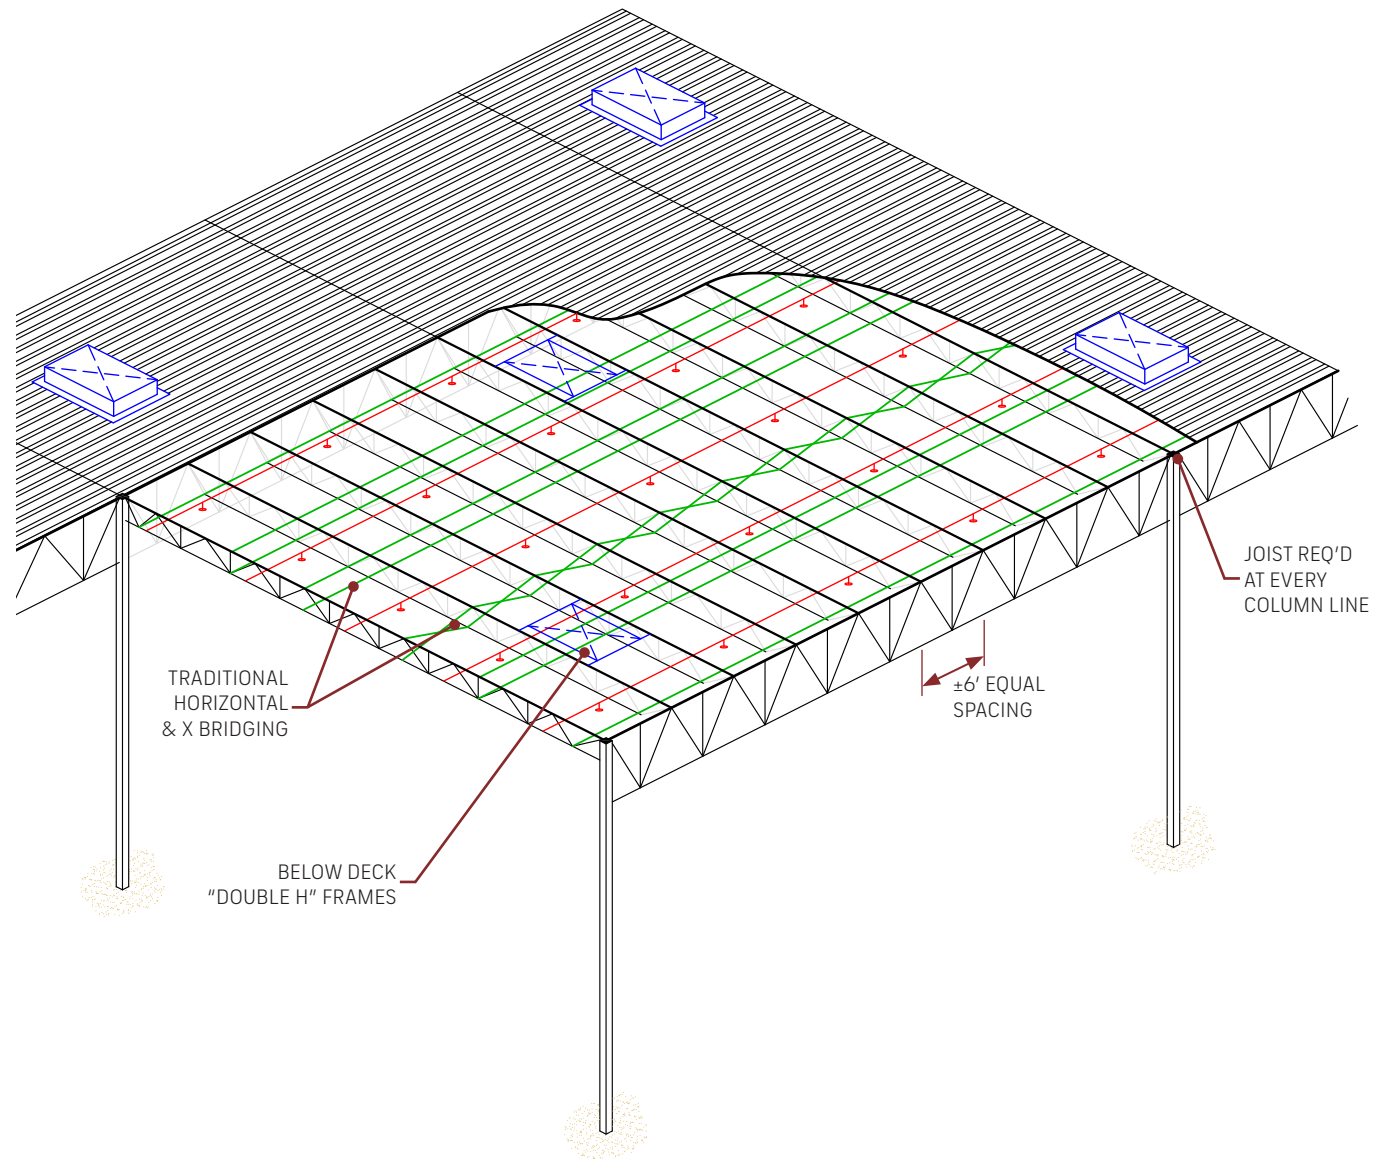 JOIST REQ'D
AT EVERY
COLUMN LINE
TRADITIONAL
HORIZONTAL
& X BRIDGING
±6' EQUAL
SPACING
BELOW DECK
"DOUBLE H" FRAMES